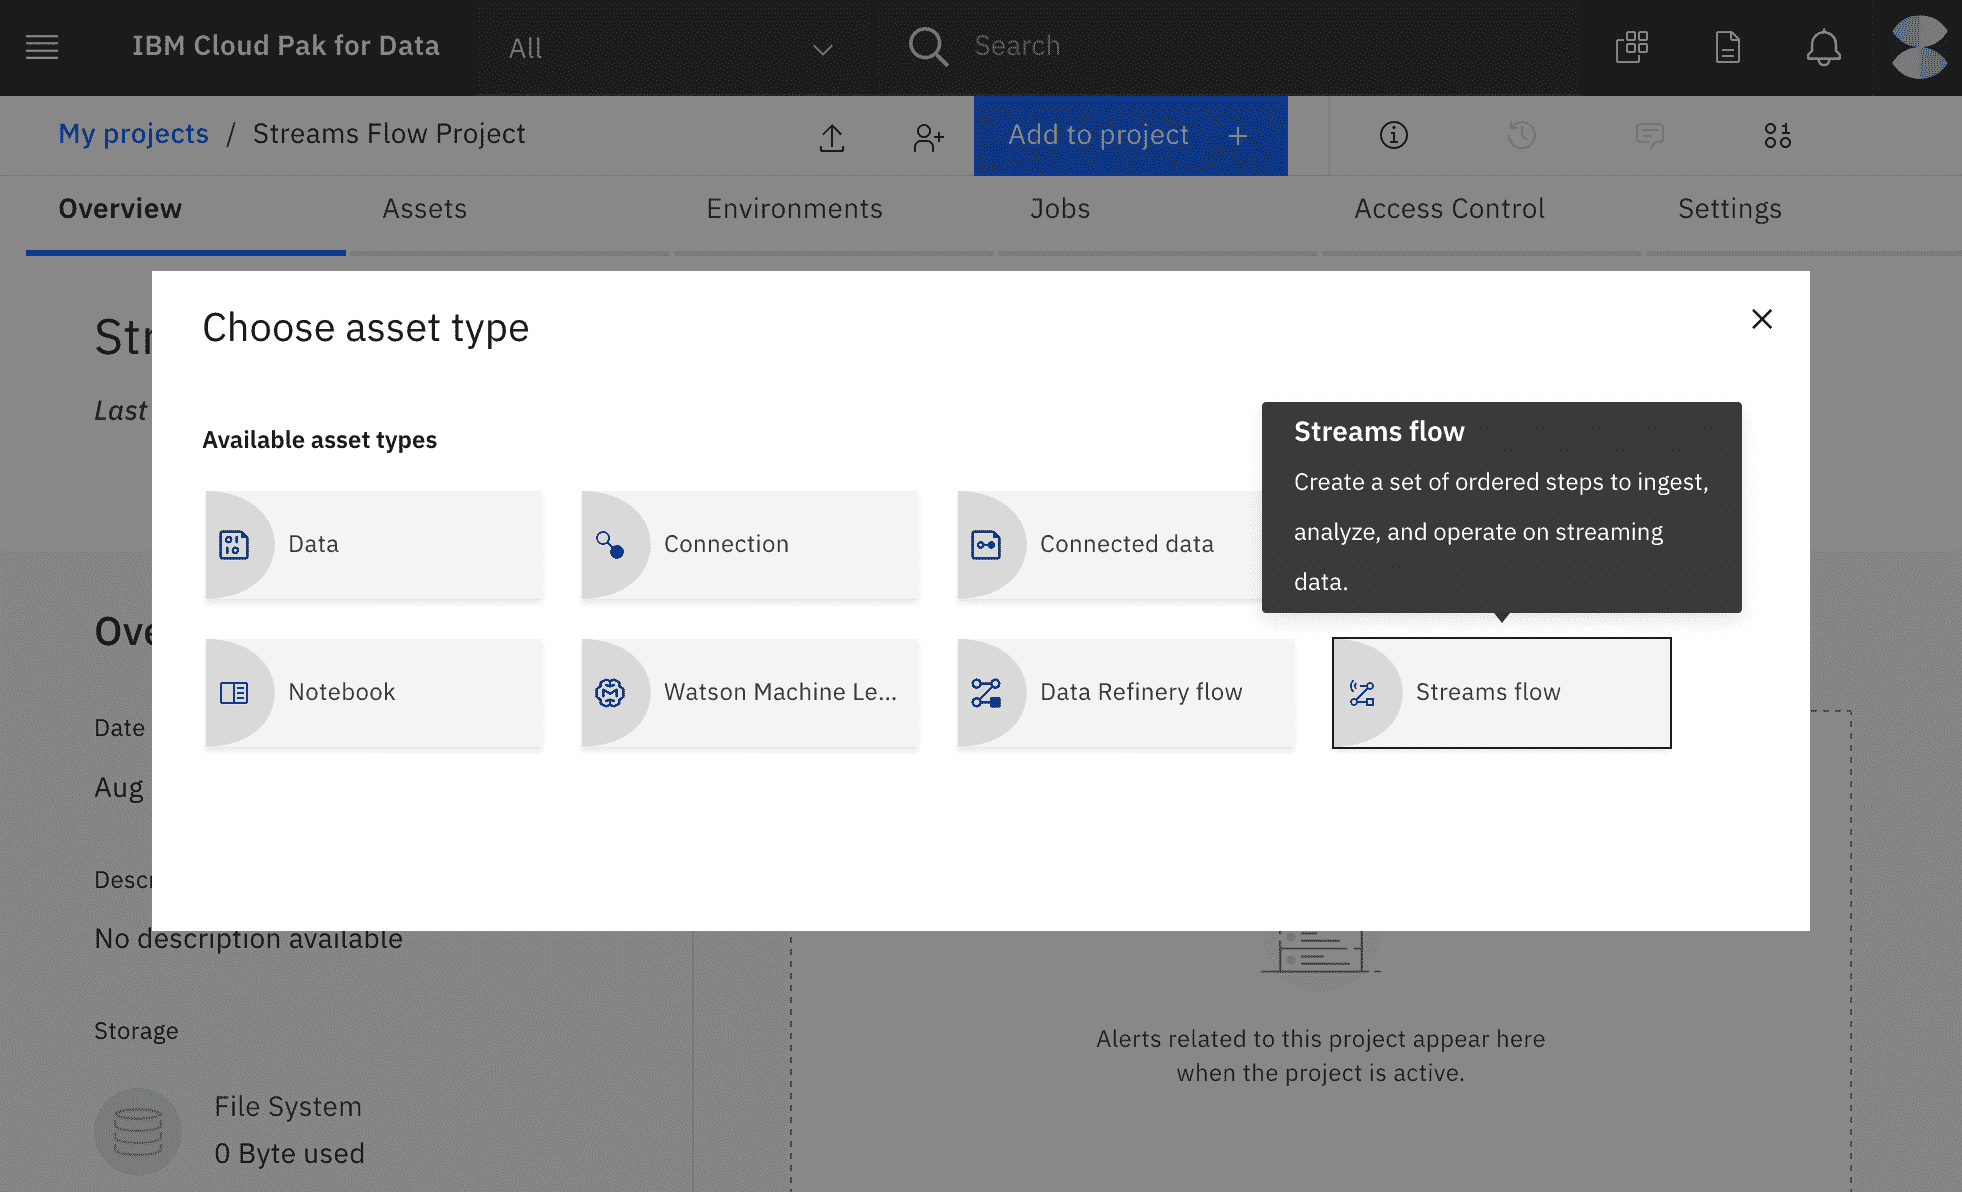 IBM Cloud Pak for Data
All
Search
My projects / Streams Flow Project
Add to project +
Overview
Assets
Environments
Jobs
Access Control
Settings
Choose asset type
Last
Available asset types
Streams flow
Create a set of ordered steps to ingest,
analyze, and operate on streaming
data.
Data
Connection
Connected data
Notebook
Watson Machine Le...
Data Refinery flow
Streams flow
Date
Aug
No description available
Storage
File System
0 Byte used
Alerts related to this project appear here
when the project is active.